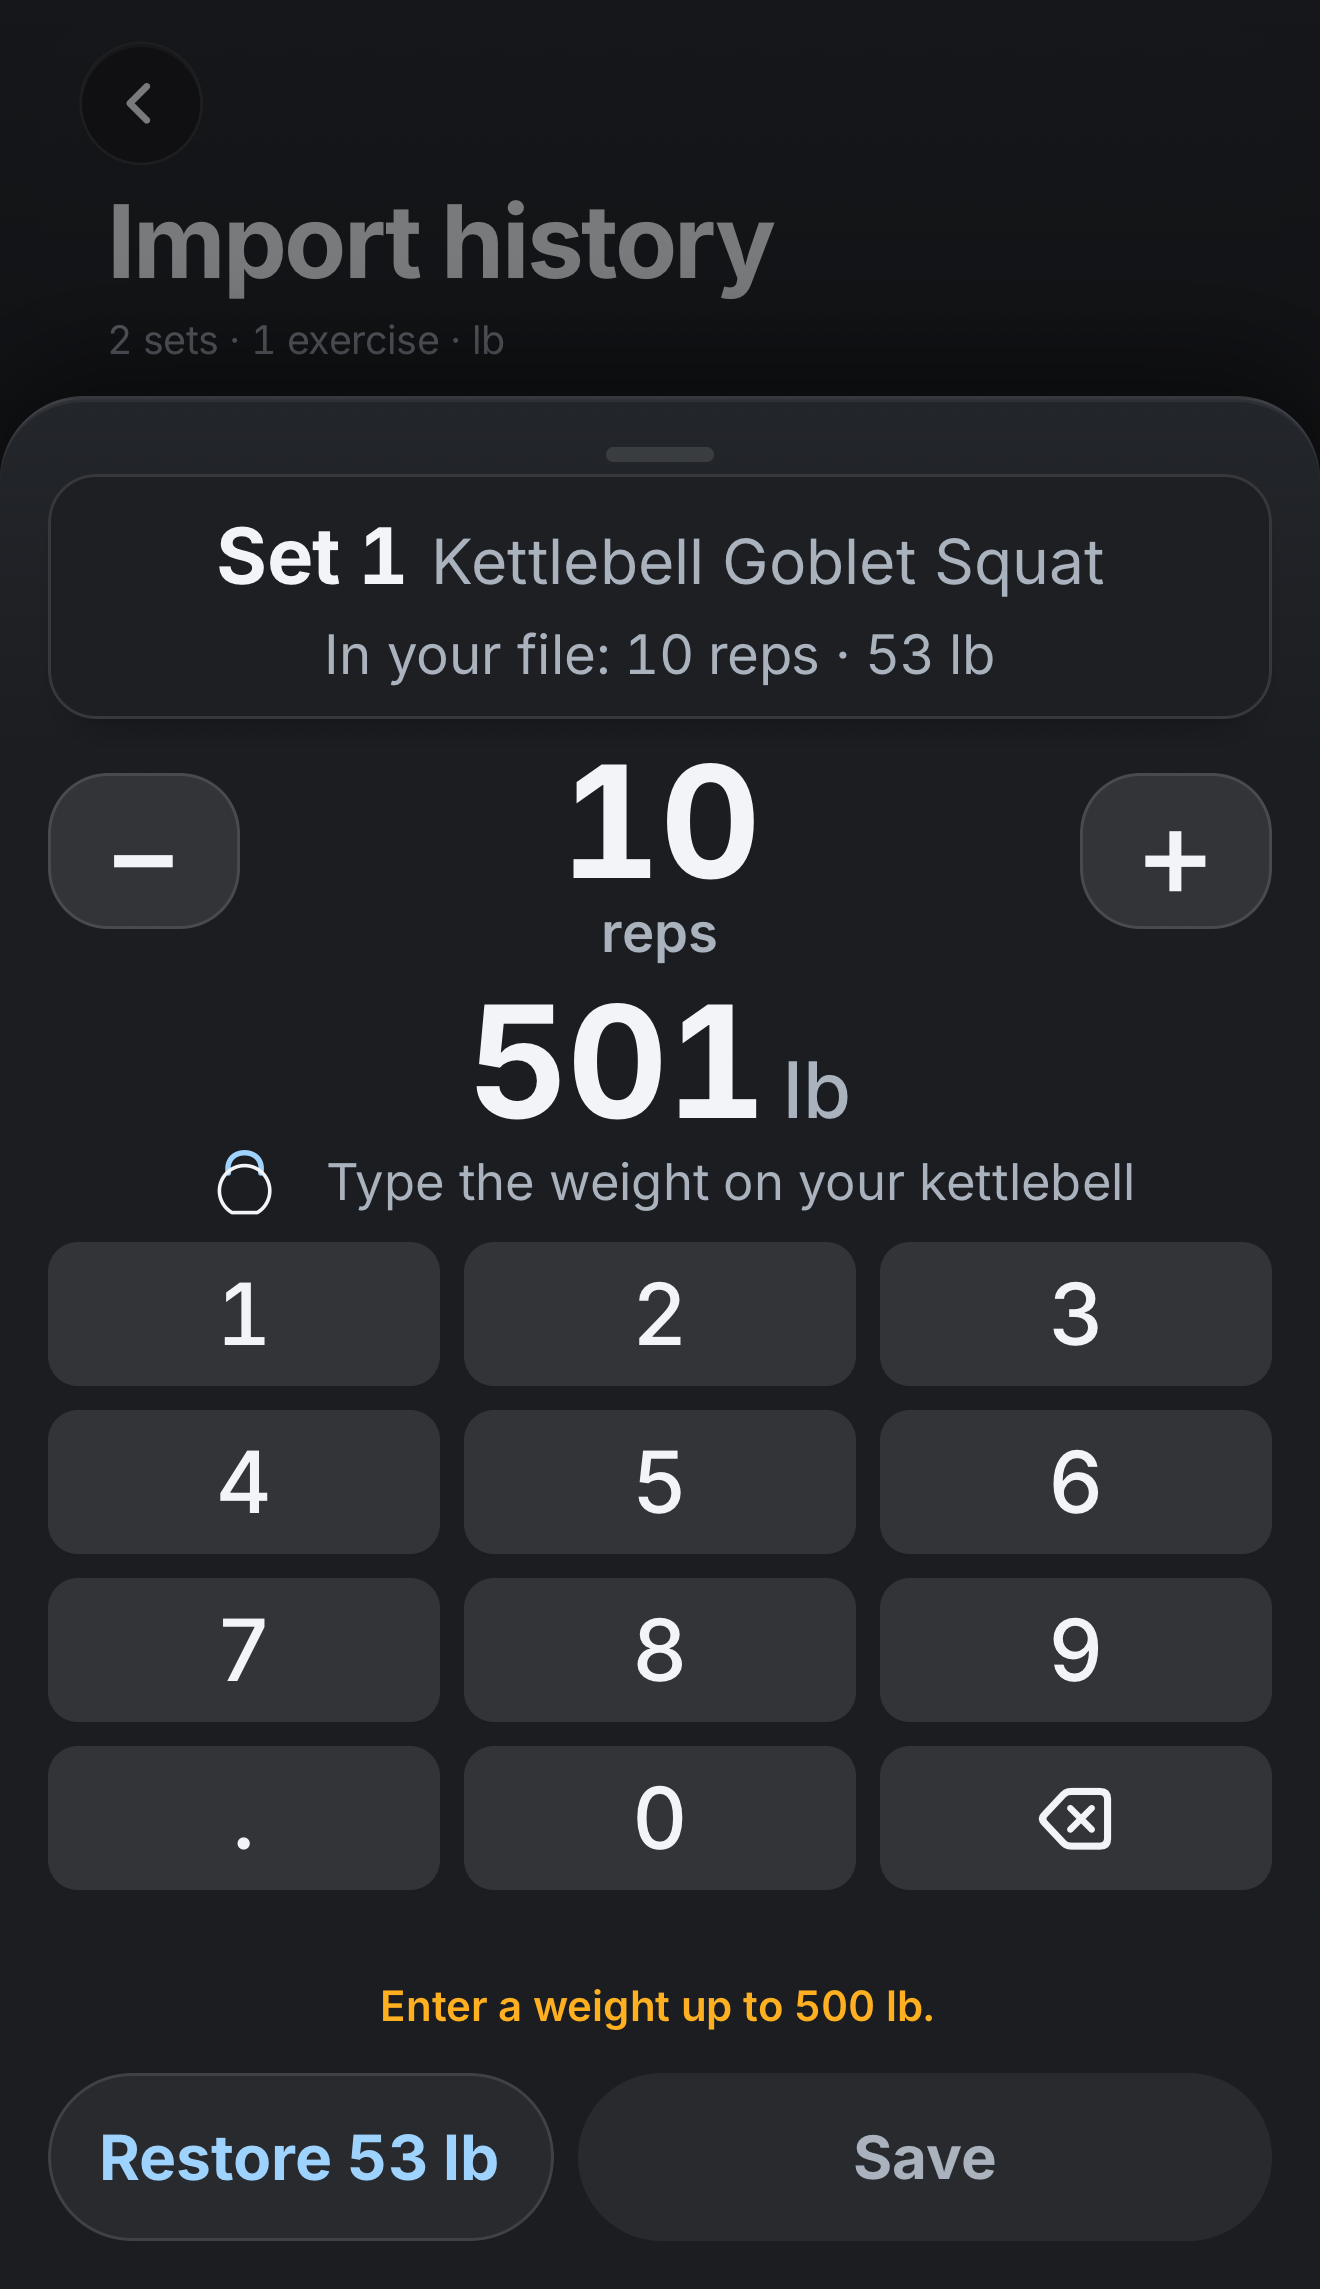 Import history
2 sets · 1 exercise · lb
Set 1 Kettlebell Goblet Squat
In your file: 10 reps · 53 lb
− 10 +
reps
501 lb
Type the weight on your kettlebell
1 2 3
4 5 6
7 8 9
. 0
Enter a weight up to 500 lb.
Restore 53 lb Save